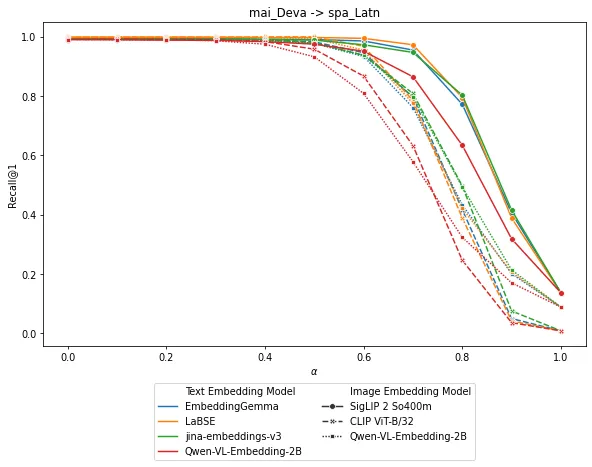 mai_Deva -> spa_Latn
1.0
0.8
0.6
0.4
0.2
0.0
Recall@1
0.0 0.2 0.4 0.6 0.8 1.0
α
Text Embedding Model
EmbeddingGemma
LaBSE
jina-embeddings-v3
Qwen-VL-Embedding-2B
Image Embedding Model
SigLIP 2 So400m
CLIP ViT-B/32
Qwen-VL-Embedding-2B